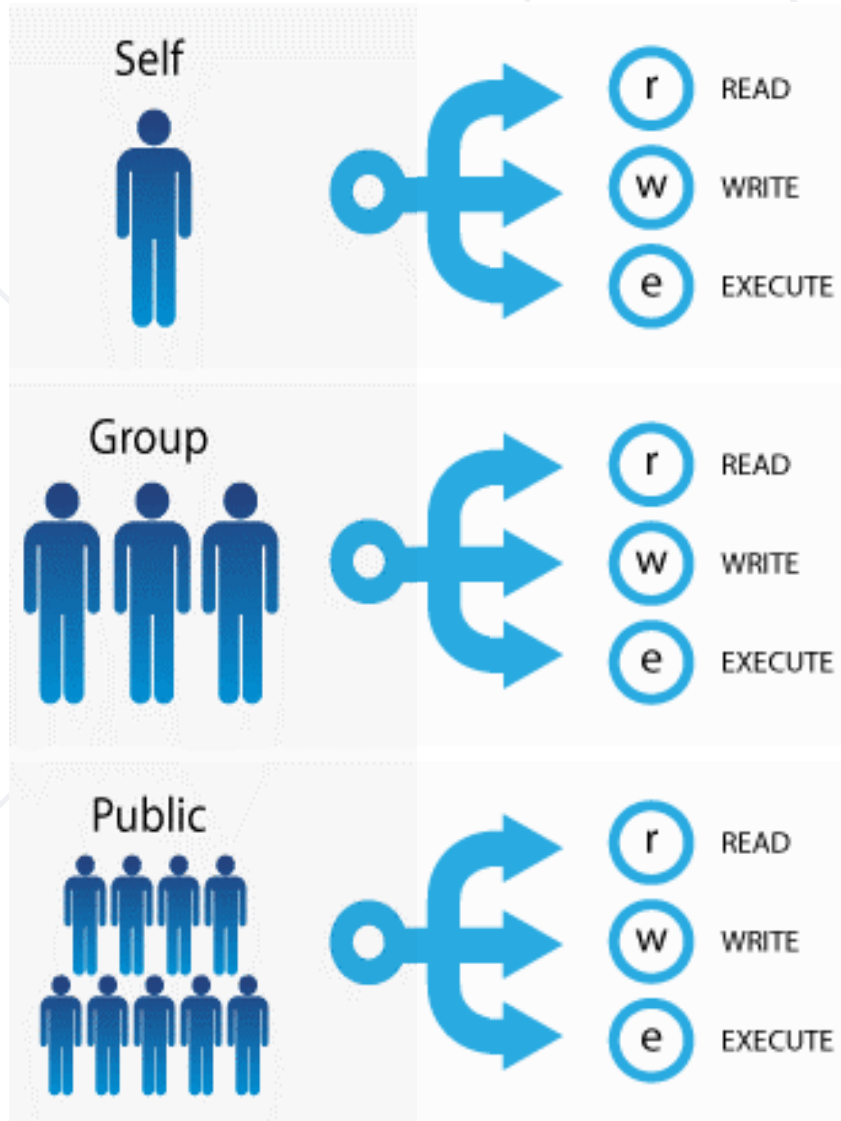 Self
r READ
w WRITE
e EXECUTE
Group
r READ
w WRITE
e EXECUTE
Public
r READ
w WRITE
e EXECUTE